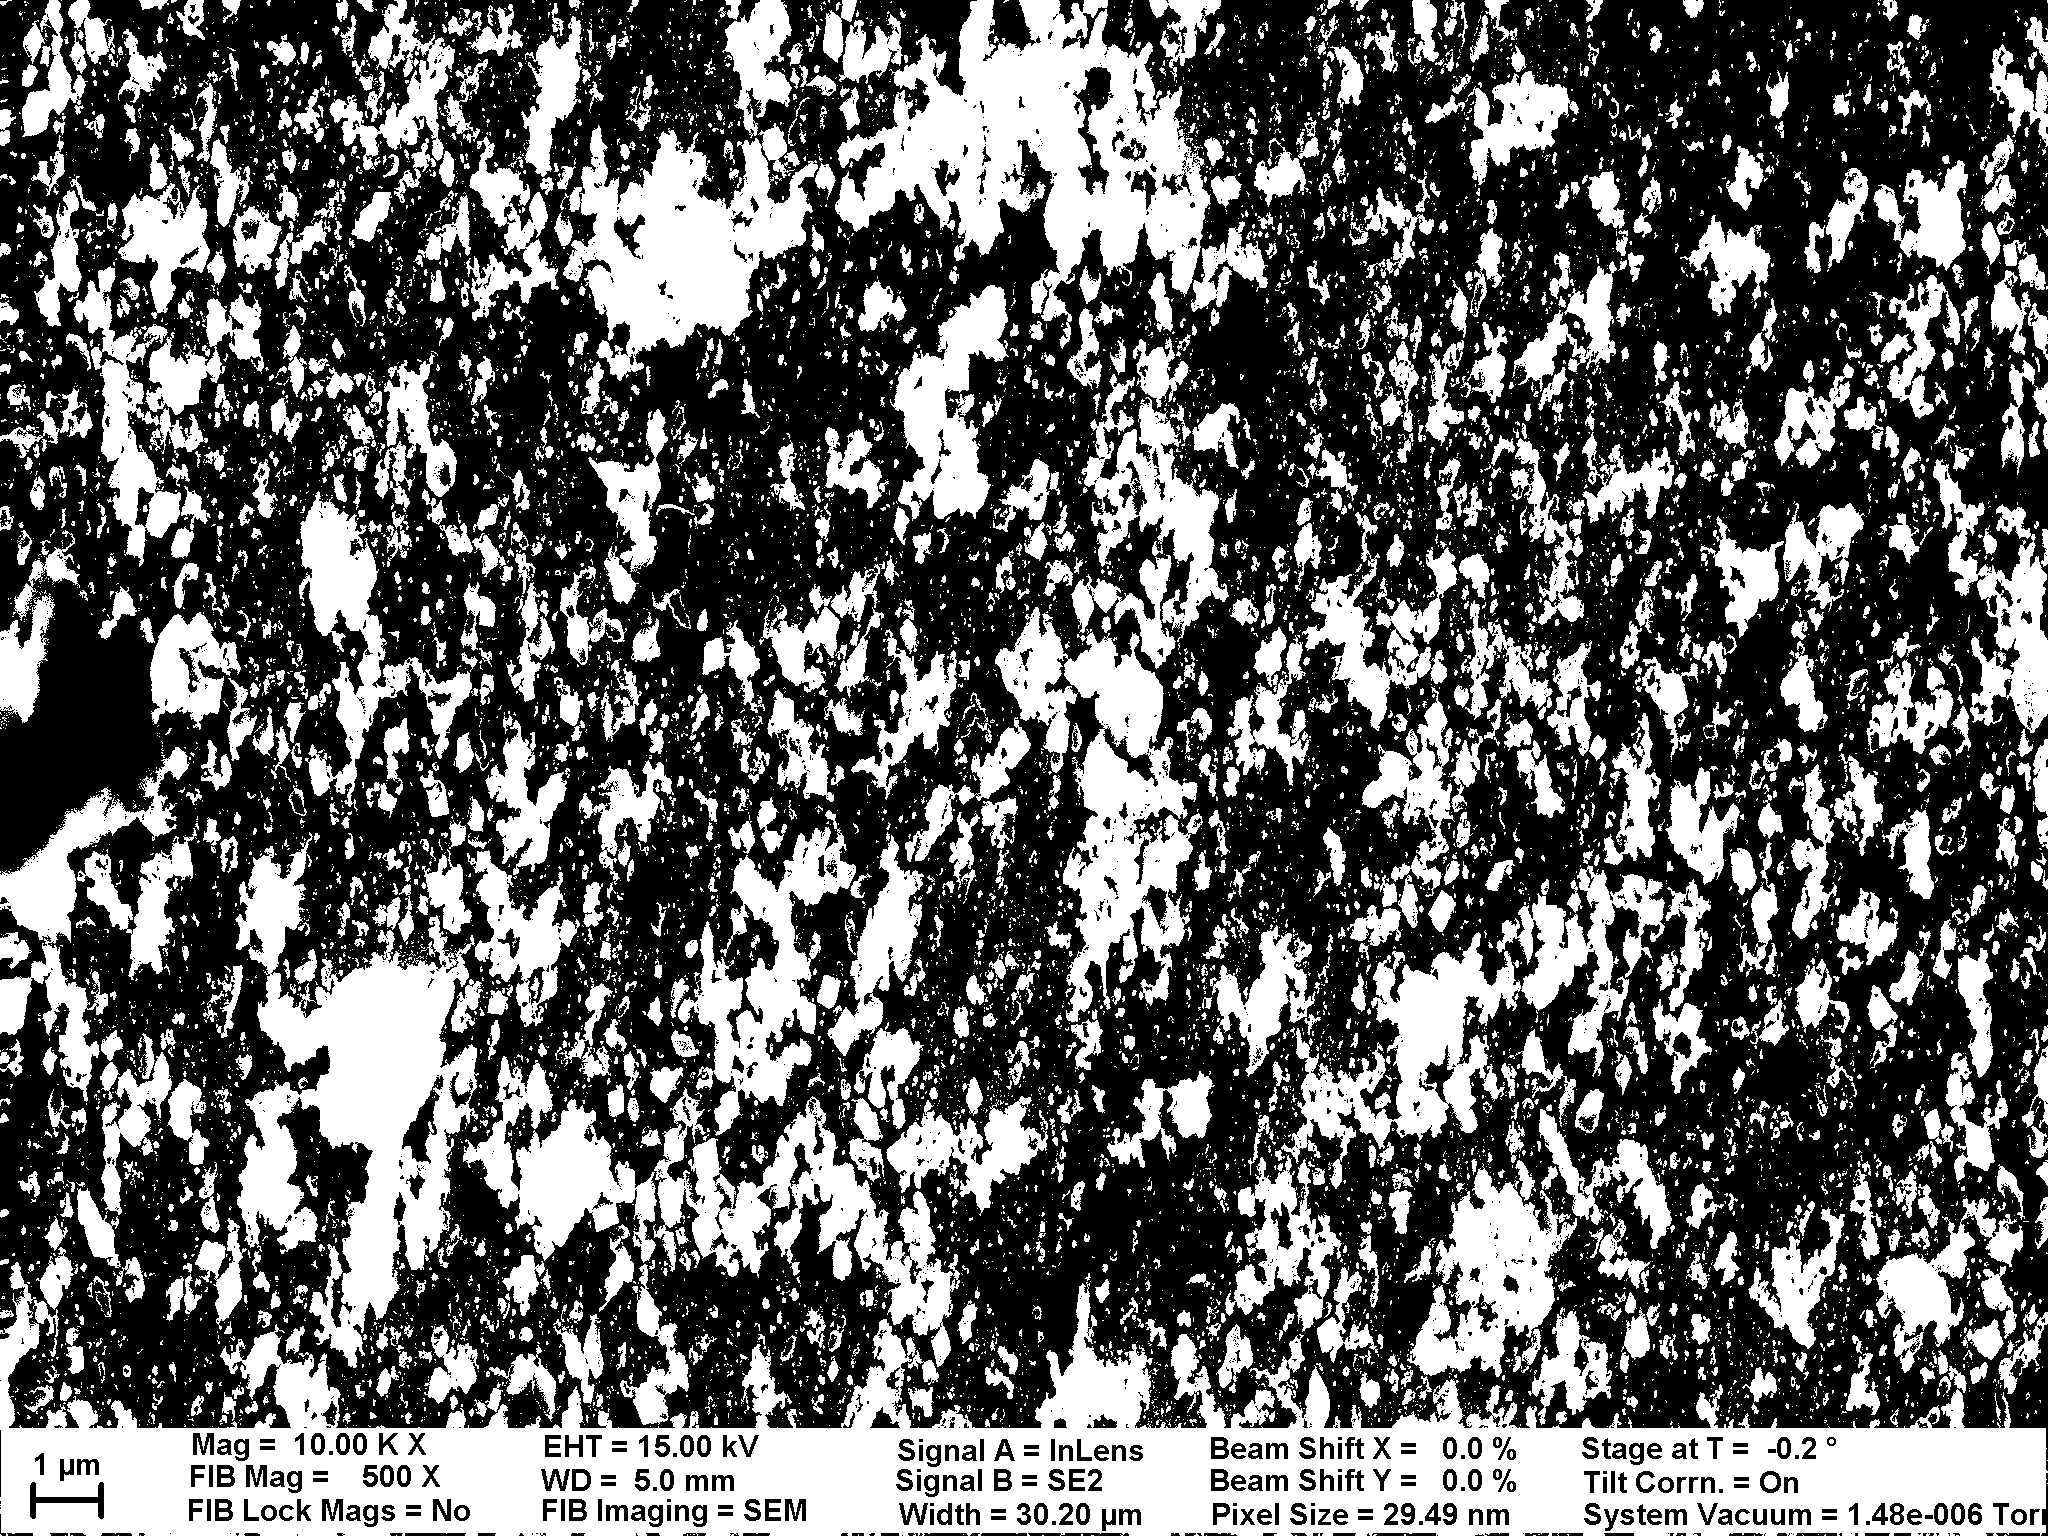 1 µm
Mag = 10.00 K X
FIB Mag = 500 X
FIB Lock Mags = No
EHT = 15.00 kV
WD = 5.0 mm
FIB Imaging = SEM
Signal A = InLens
Signal B = SE2
Width = 30.20 µm
Beam Shift X = 0.0 %
Beam Shift Y = 0.0 %
Pixel Size = 29.49 nm
Stage at T = -0.2 °
Tilt Corrn. = On
System Vacuum = 1.48e-006 Torr